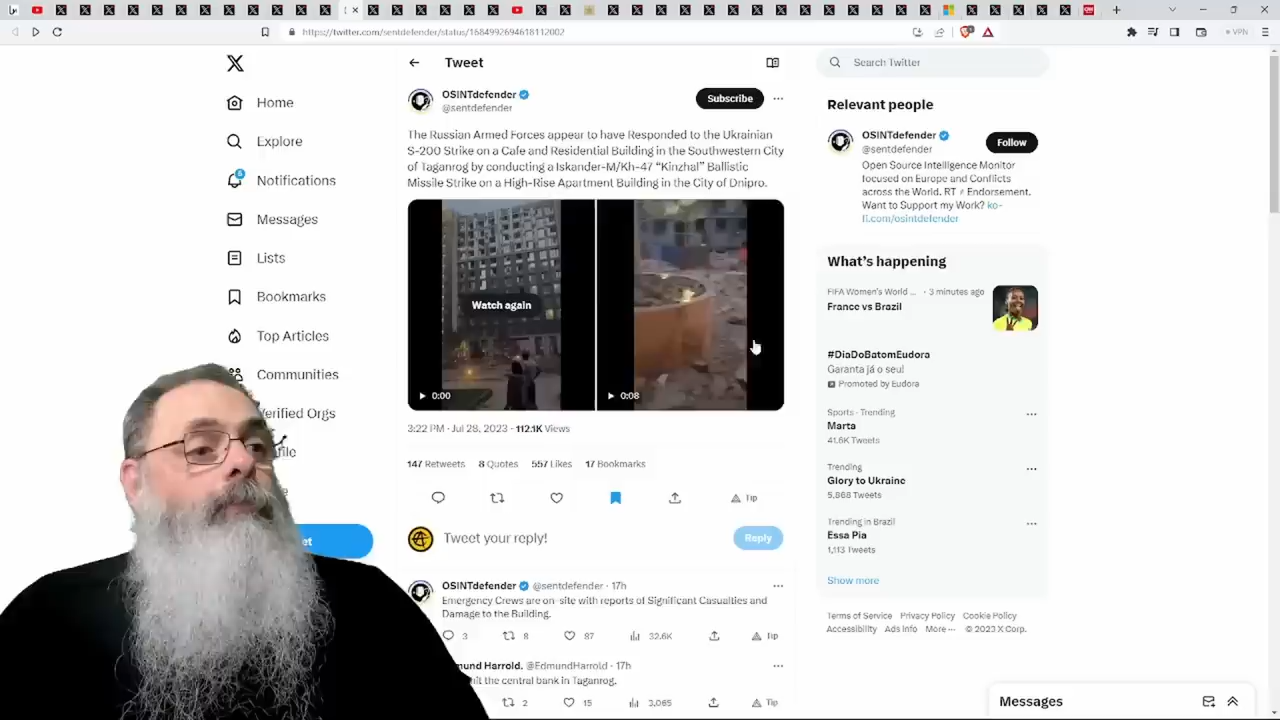 https://twitter.com/sentdefender/status/1684992694618112002
VPN
Home
Explore
6
Notifications
Messages
Lists
Bookmarks
Top Articles
Communities
Verified Orgs
Tweet
OSINTdefender
@sentdefender
Subscribe
The Russian Armed Forces appear to have Responded to the Ukrainian
S-200 Strike on a Cafe and Residential Building in the Southwestern City
of Taganrog by conducting a Iskander-M/Kh-47 “Kinzhal” Ballistic
Missile Strike on a High-Rise Apartment Building in the City of Dnipro.
Watch again
0:00
0:08
3:22 PM · Jul 28, 2023 · 112.1K Views
147 Retweets 8 Quotes 557 Likes 17 Bookmarks
Tip
Tweet your reply!
Reply
OSINTdefender @sentdefender · 17h
Emergency Crews are on-site with reports of Significant Casualties and
Damage to the Building.
3 8 87 32.6K Tip
mund Harrold. @EdmundHarrold · 17h
it the central bank in Taganrog.
2 15 3,065 Tip
Search Twitter
Relevant people
OSINTdefender
@sentdefender
Follow
Open Source Intelligence Monitor
focused on Europe and Conflicts
across the World. RT ≠ Endorsement.
Want to Support my Work? ko-
fi.com/osintdefender
What’s happening
FIFA Women’s World ... · 3 minutes ago
France vs Brazil
#DiaDoBatomEudora
Garanta já o seu!
Promoted by Eudora
Sports · Trending
Marta
41.6K Tweets
Trending
Glory to Ukraine
5,868 Tweets
Trending in Brazil
Essa Pia
1,113 Tweets
Show more
Terms of Service Privacy Policy Cookie Policy
Accessibility Ads info More ··· © 2023 X Corp.
Messages